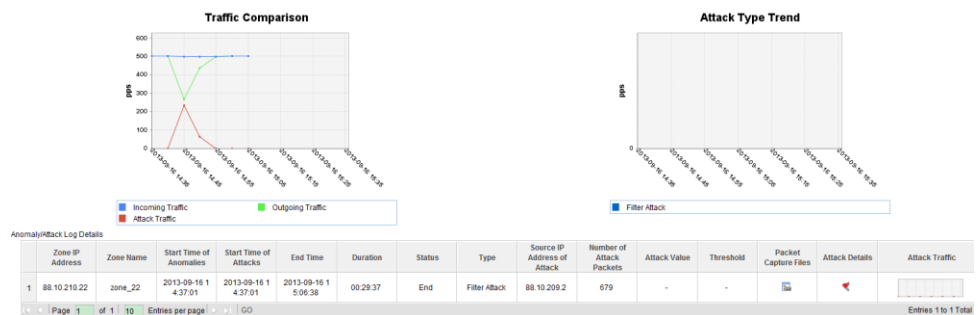 Traffic Comparison
600
500
400
300
200
100
0
pps
2013-09-16 14:35
2013-09-16 14:45
2013-09-16 14:55
2013-09-16 15:05
2013-09-16 15:15
2013-09-16 15:25
2013-09-16 15:35
Incoming Traffic
Outgoing Traffic
Attack Traffic
Attack Type Trend
pps
0
2013-09-16 14:35
2013-09-16 14:45
2013-09-16 14:55
2013-09-16 15:05
2013-09-16 15:15
2013-09-16 15:25
2013-09-16 15:35
Filter Attack
Anomaly/Attack Log Details
Zone IP Address Zone Name Start Time of Anomalies Start Time of Attacks End Time Duration Status Type Source IP Address of Attack Number of Attack Packets Attack Value Threshold Packet Capture Files Attack Details Attack Traffic
1 88.10.210.22 zone_22 2013-09-16 1 4:37:01 2013-09-16 1 4:37:01 2013-09-16 1 5:06:38 00:29:37 End Filter Attack 88.10.209.2 679 - -
Page 1 of 1 10 Entries per page GO Entries 1 to 1 Total